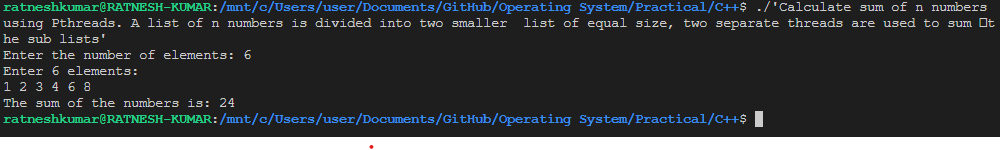 ratneshkumar@RATNESH-KUMAR:/mnt/c/Users/user/Documents/GitHub/Operating System/Practical/C++$ ./'Calculate sum of n numbers
using Pthreads. A list of n numbers is divided into two smaller  list of equal size, two separate threads are used to sum □t
he sub lists'
Enter the number of elements: 6
Enter 6 elements:
1 2 3 4 6 8
The sum of the numbers is: 24
ratneshkumar@RATNESH-KUMAR:/mnt/c/Users/user/Documents/GitHub/Operating System/Practical/C++$